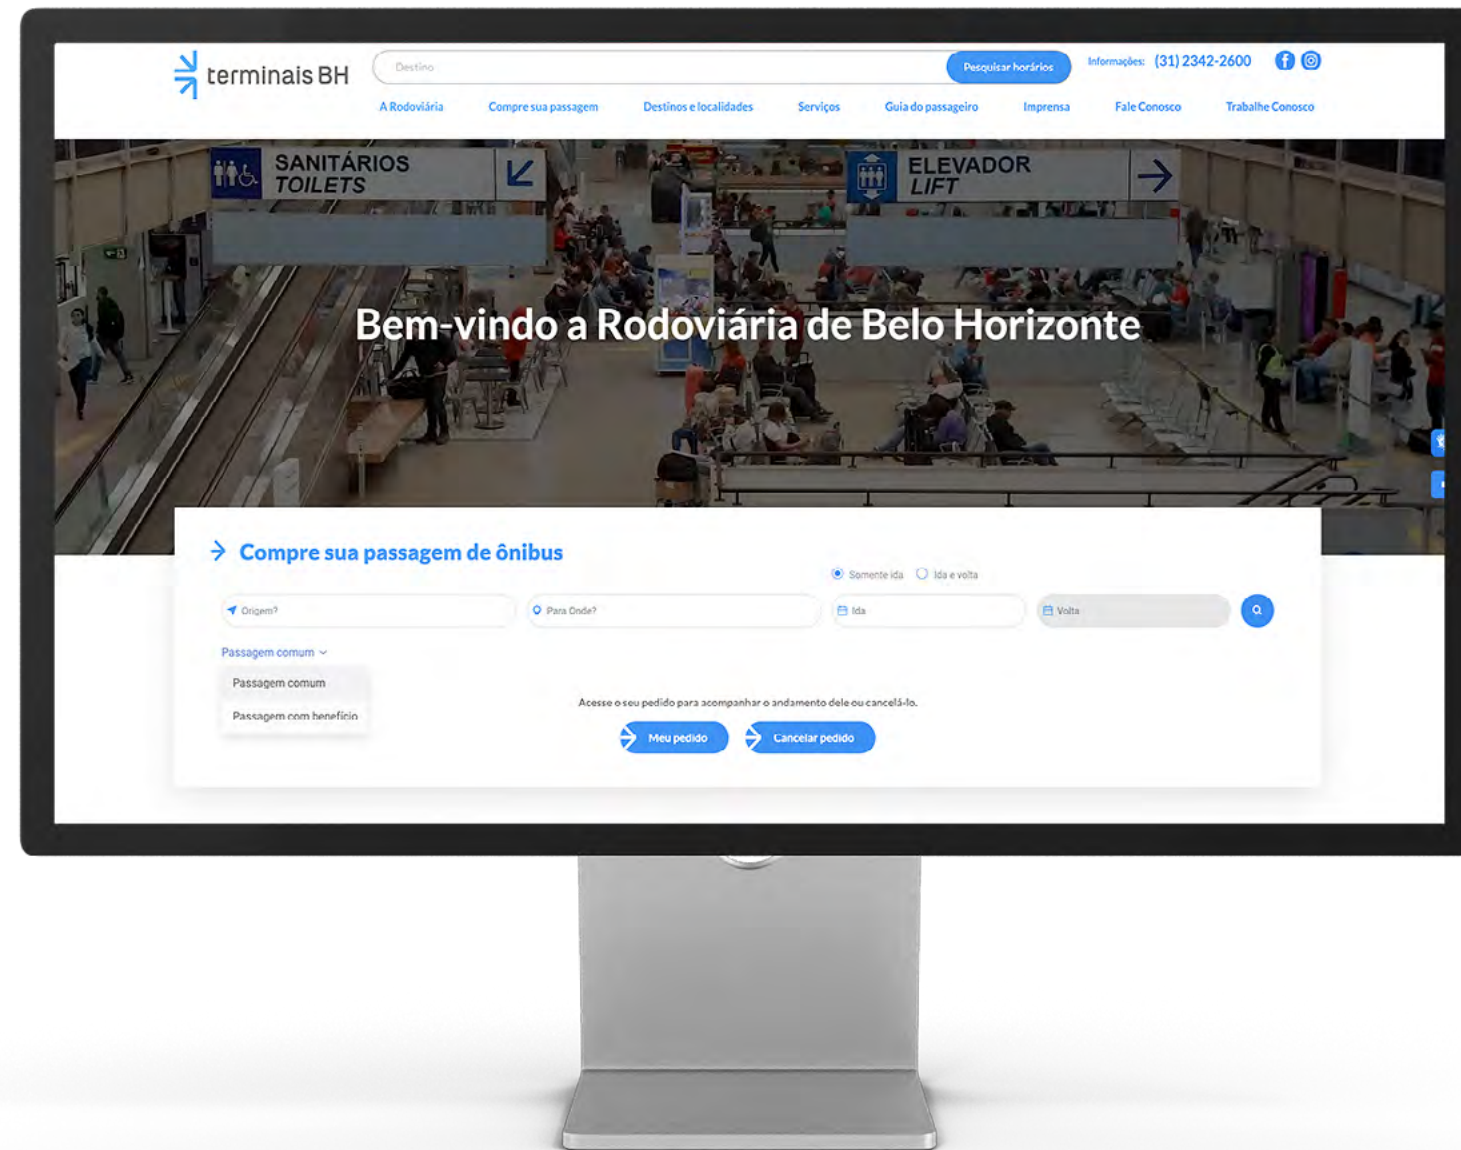 terminais BH
Destino
Pesquisar horários
Informações: (31) 2342-2600
A Rodoviária Compre sua passagem Destinos e localidades Serviços Guia do passageiro Imprensa Fale Conosco Trabalhe Conosco
SANITÁRIOS
TOILETS
ELEVADOR
LIFT
Bem-vindo a Rodoviária de Belo Horizonte
Compre sua passagem de ônibus
Somente ida Ida e volta
Origem? Para Onde? Ida Volta
Passagem comum
Passagem comum
Passagem com benefício
Acesse o seu pedido para acompanhar o andamento dele ou cancelá-lo.
Meu pedido Cancelar pedido